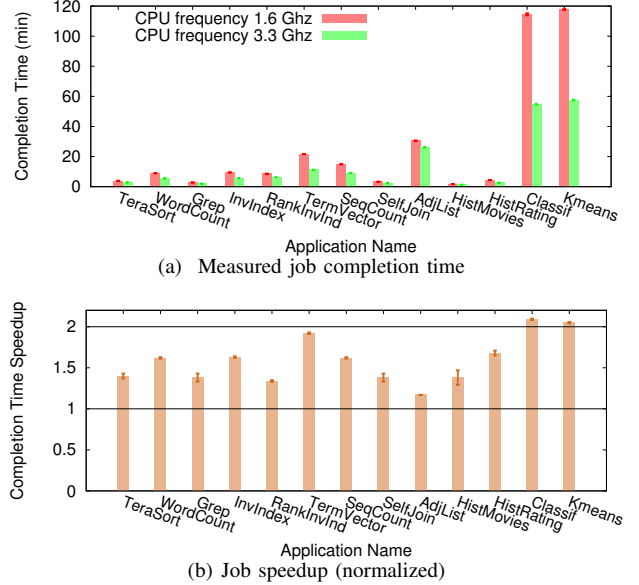 120
100
80
60
40
20
0
Completion Time (min)
CPU frequency 1.6 Ghz
CPU frequency 3.3 Ghz
TeraSort
WordCount
Grep
InvIndex
RankInvInd
TermVector
SeqCount
SelfJoin
AdjList
HistMovies
HistRating
Classif
Kmeans
Application Name
(a) Measured job completion time
2
1.5
1
0.5
0
Completion Time Speedup
TeraSort
WordCount
Grep
InvIndex
RankInvInd
TermVector
SeqCount
SelfJoin
AdjList
HistMovies
HistRating
Classif
Kmeans
Application Name
(b) Job speedup (normalized)